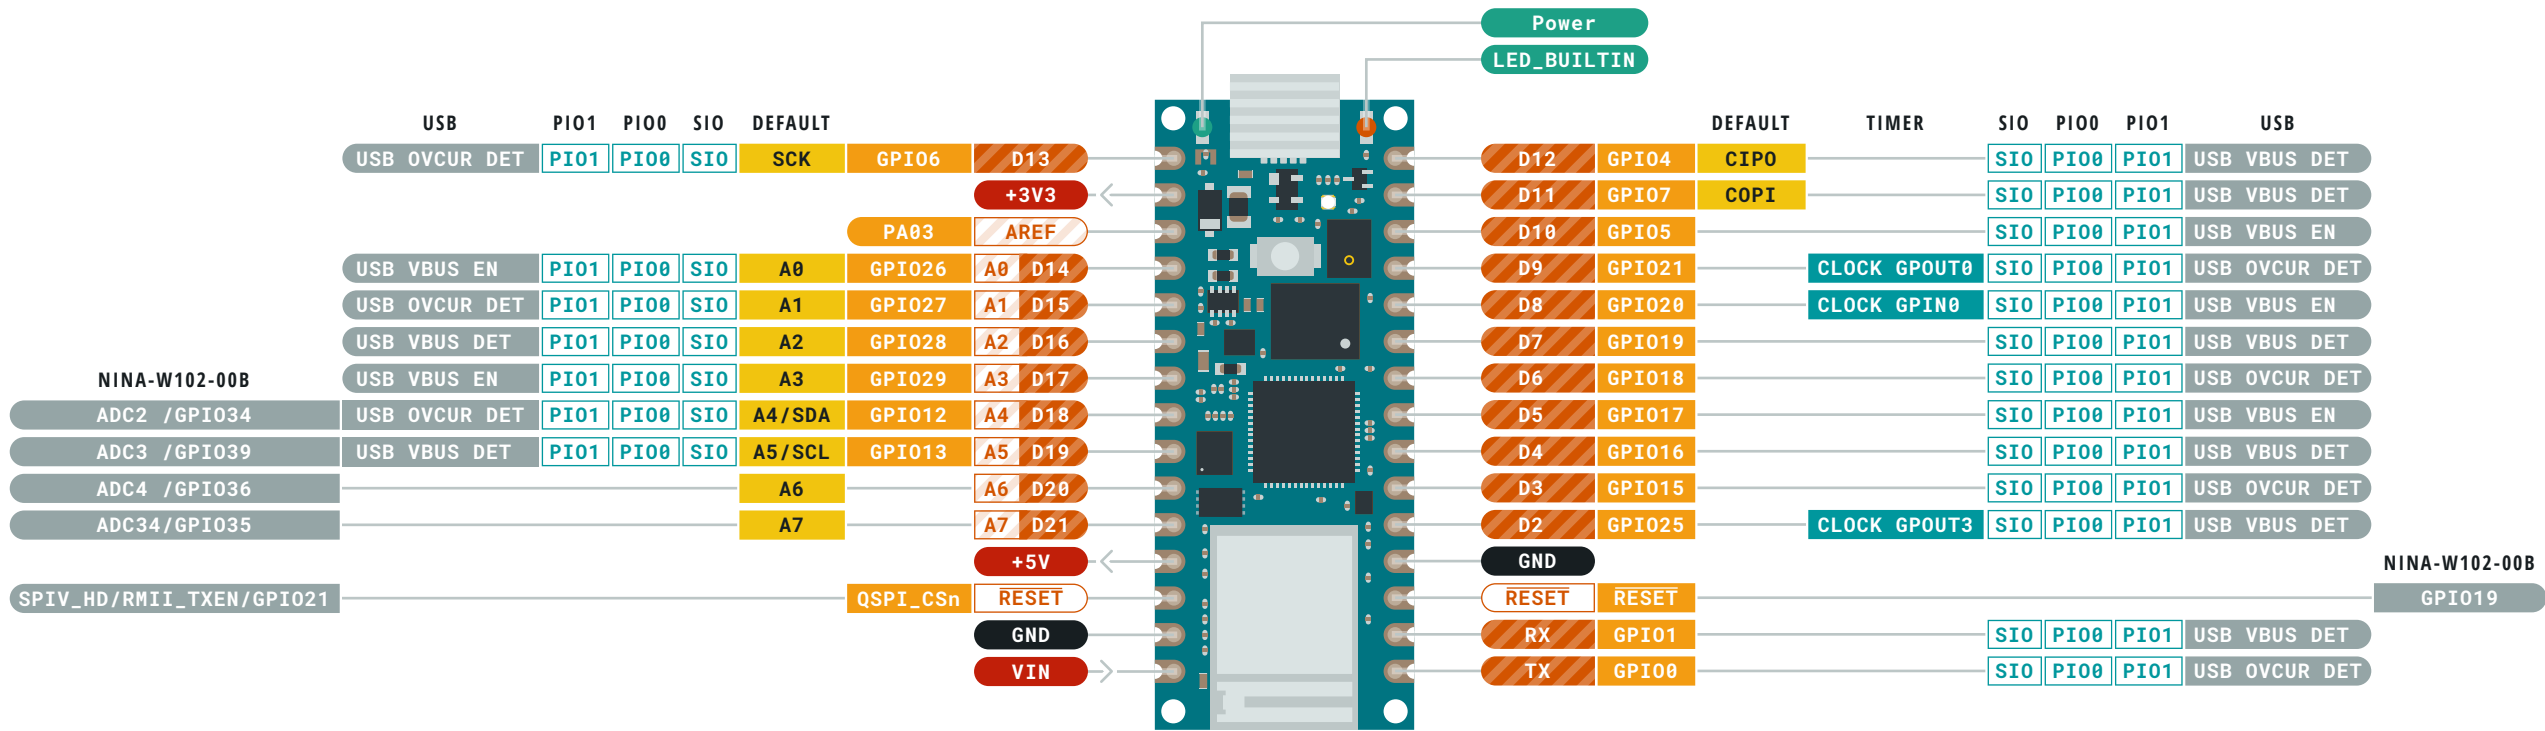 Power
LED_BUILTIN
USB PIO1 PIO0 SIO DEFAULT DEFAULT TIMER SIO PIO0 PIO1 USB
USB OVCUR DET PIO1 PIO0 SIO SCK GPIO6 D13 D12 GPIO4 CIPO SIO PIO0 PIO1 USB VBUS DET
+3V3 D11 GPIO7 COPI SIO PIO0 PIO1 USB VBUS DET
PA03 AREF D10 GPIO5 SIO PIO0 PIO1 USB VBUS EN
USB VBUS EN PIO1 PIO0 SIO A0 GPIO26 A0 D14 D9 GPIO21 CLOCK GPOUT0 SIO PIO0 PIO1 USB OVCUR DET
USB OVCUR DET PIO1 PIO0 SIO A1 GPIO27 A1 D15 D8 GPIO20 CLOCK GPIN0 SIO PIO0 PIO1 USB VBUS EN
USB VBUS DET PIO1 PIO0 SIO A2 GPIO28 A2 D16 D7 GPIO19 SIO PIO0 PIO1 USB VBUS DET
NINA-W102-00B USB VBUS EN PIO1 PIO0 SIO A3 GPIO29 A3 D17 D6 GPIO18 SIO PIO0 PIO1 USB OVCUR DET
ADC2 /GPIO34 USB OVCUR DET PIO1 PIO0 SIO A4/SDA GPIO12 A4 D18 D5 GPIO17 SIO PIO0 PIO1 USB VBUS EN
ADC3 /GPIO39 USB VBUS DET PIO1 PIO0 SIO A5/SCL GPIO13 A5 D19 D4 GPIO16 SIO PIO0 PIO1 USB VBUS DET
ADC4 /GPIO36 A6 A6 D20 D3 GPIO15 SIO PIO0 PIO1 USB OVCUR DET
ADC34/GPIO35 A7 A7 D21 D2 GPIO25 CLOCK GPOUT3 SIO PIO0 PIO1 USB VBUS DET
+5V GND NINA-W102-00B
SPIV_HD/RMII_TXEN/GPIO21 QSPI_CSn RESET RESET RESET GPIO19
GND RX GPIO1 SIO PIO0 PIO1 USB VBUS DET
VIN TX GPIO0 SIO PIO0 PIO1 USB OVCUR DET